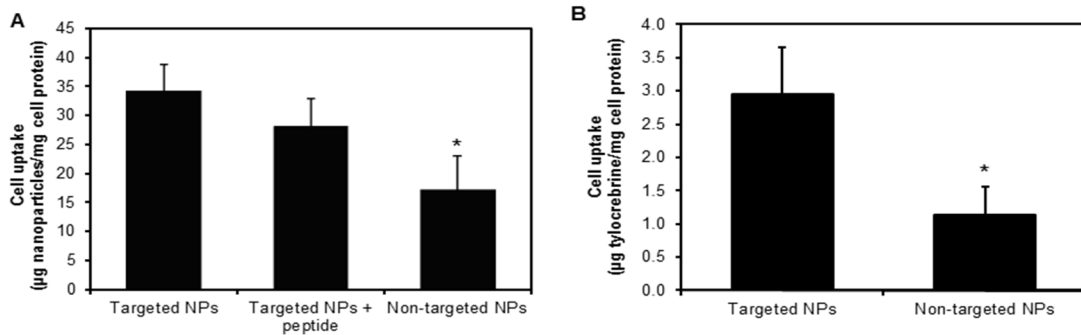 A
Cell uptake
(µg nanoparticles/mg cell protein)
45
40
35
30
25
20
15
10
5
0
*
Targeted NPs
Targeted NPs +
peptide
Non-targeted NPs
B
Cell uptake
(µg tylocrebrine/mg cell protein)
4.0
3.5
3.0
2.5
2.0
1.5
1.0
0.5
0.0
*
Targeted NPs
Non-targeted NPs